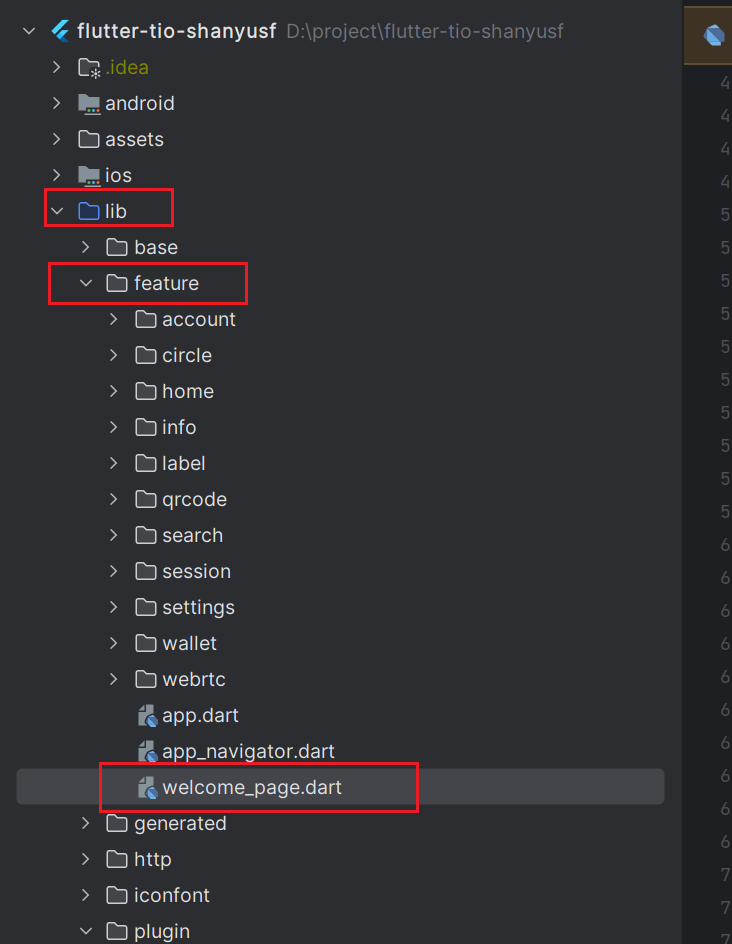 flutter-tio-shanyusf D:\project\flutter-tio-shanyusf
.idea
android
assets
ios
lib
base
feature
account
circle
home
info
label
qrcode
search
session
settings
wallet
webrtc
app.dart
app_navigator.dart
welcome_page.dart
generated
http
iconfont
plugin